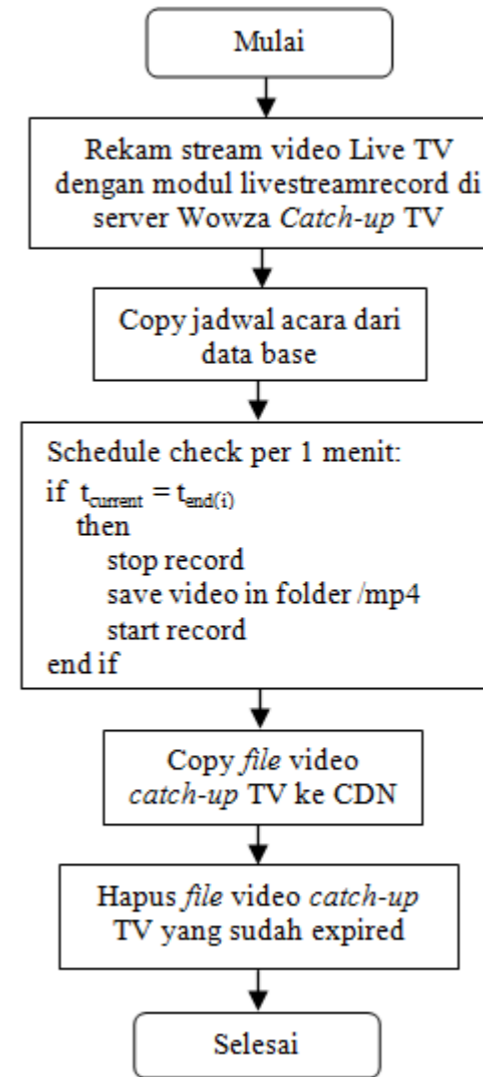 Mulai
Rekam stream video Live TV
dengan modul livestreamrecord di
server Wowza Catch-up TV
Copy jadwal acara dari
data base
Schedule check per 1 menit:
if t_current = t_end(i)
then
stop record
save video in folder /mp4
start record
end if
Copy file video
catch-up TV ke CDN
Hapus file video catch-up
TV yang sudah expired
Selesai